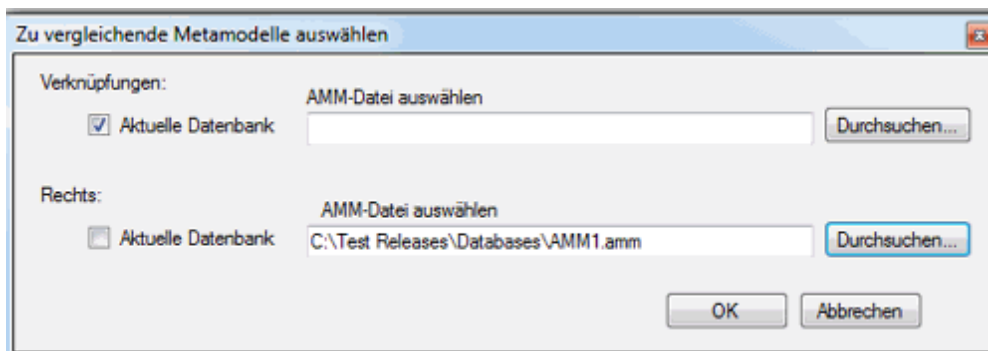 Zu vergleichende Metamodelle auswählen
Verknüpfungen:
AMM-Datei auswählen
Aktuelle Datenbank
Durchsuchen...
Rechts:
AMM-Datei auswählen
Aktuelle Datenbank
C:\Test Releases\Databases\AMM1.amm
Durchsuchen...
OK
Abbrechen